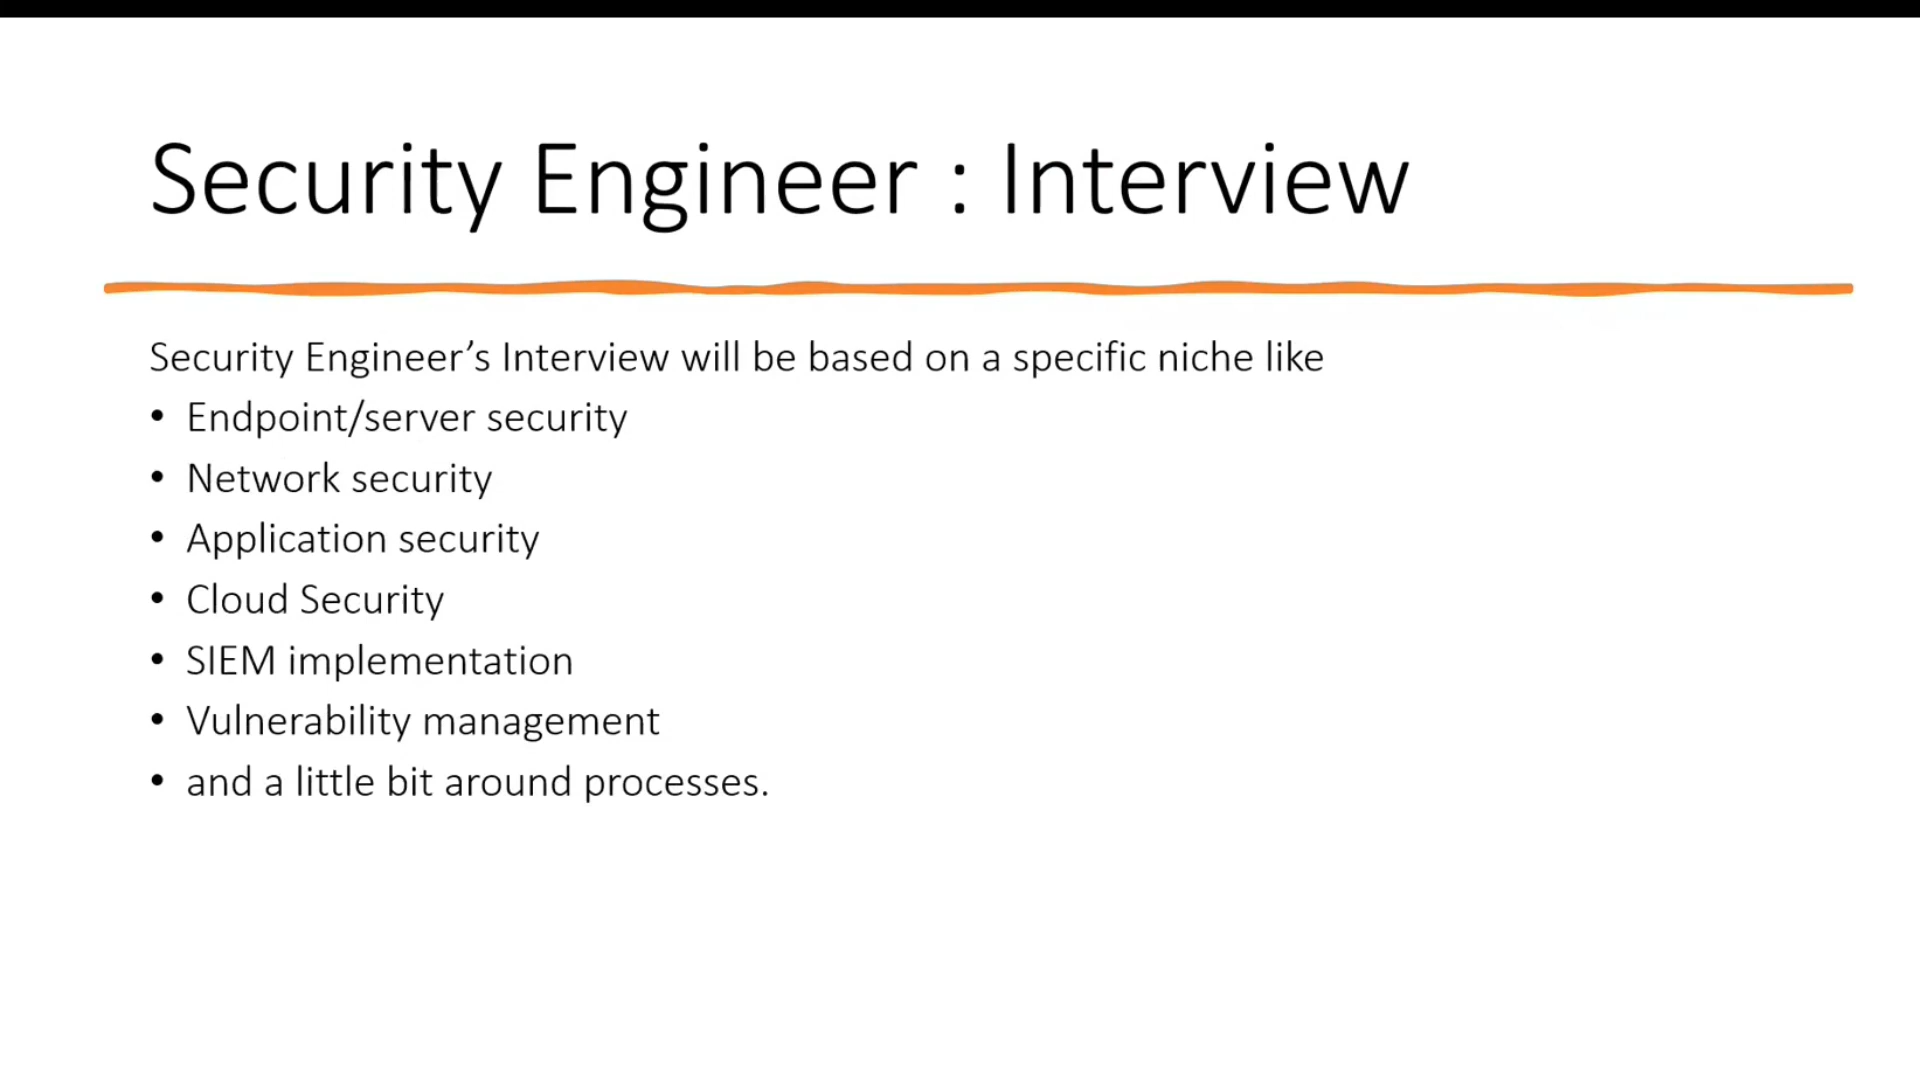 Security Engineer : Interview
Security Engineer’s Interview will be based on a specific niche like
• Endpoint/server security
• Network security
• Application security
• Cloud Security
• SIEM implementation
• Vulnerability management
• and a little bit around processes.